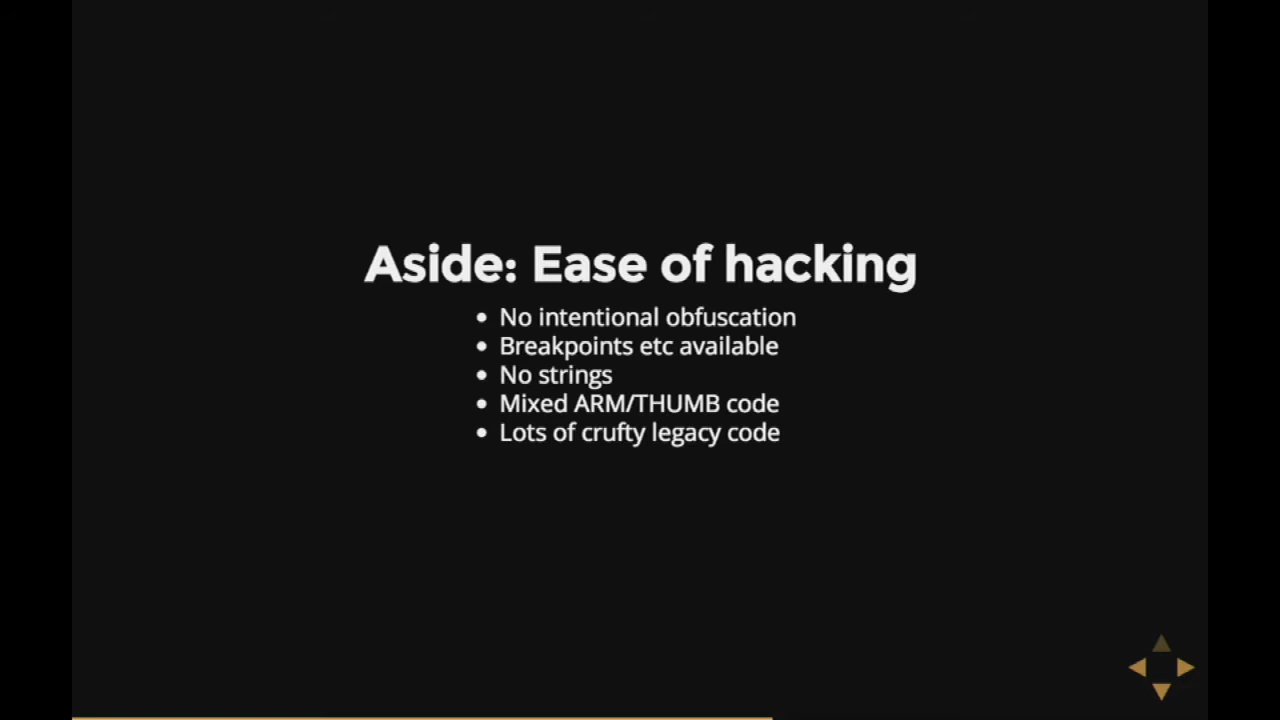 Aside: Ease of hacking
No intentional obfuscation
Breakpoints etc available
No strings
Mixed ARM/THUMB code
Lots of crufty legacy code